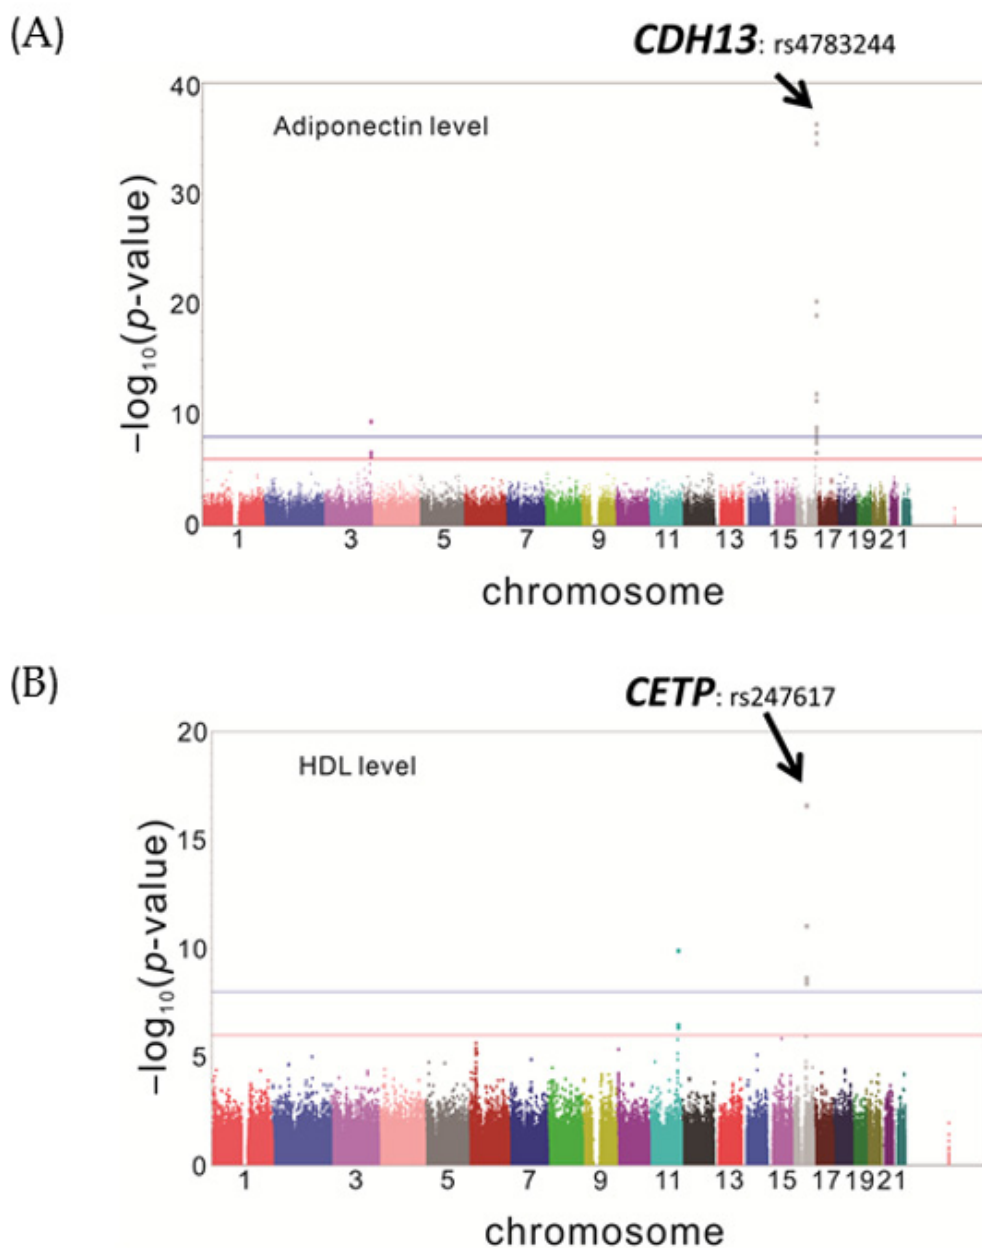 (A)
CDH13: rs4783244
40
Adiponectin level
30
20
10
0
−log10(p-value)
1 3 5 7 9 11 13 15 17 19 21
chromosome
(B)
CETP: rs247617
20
HDL level
15
10
5
0
−log10(p-value)
1 3 5 7 9 11 13 15 17 19 21
chromosome